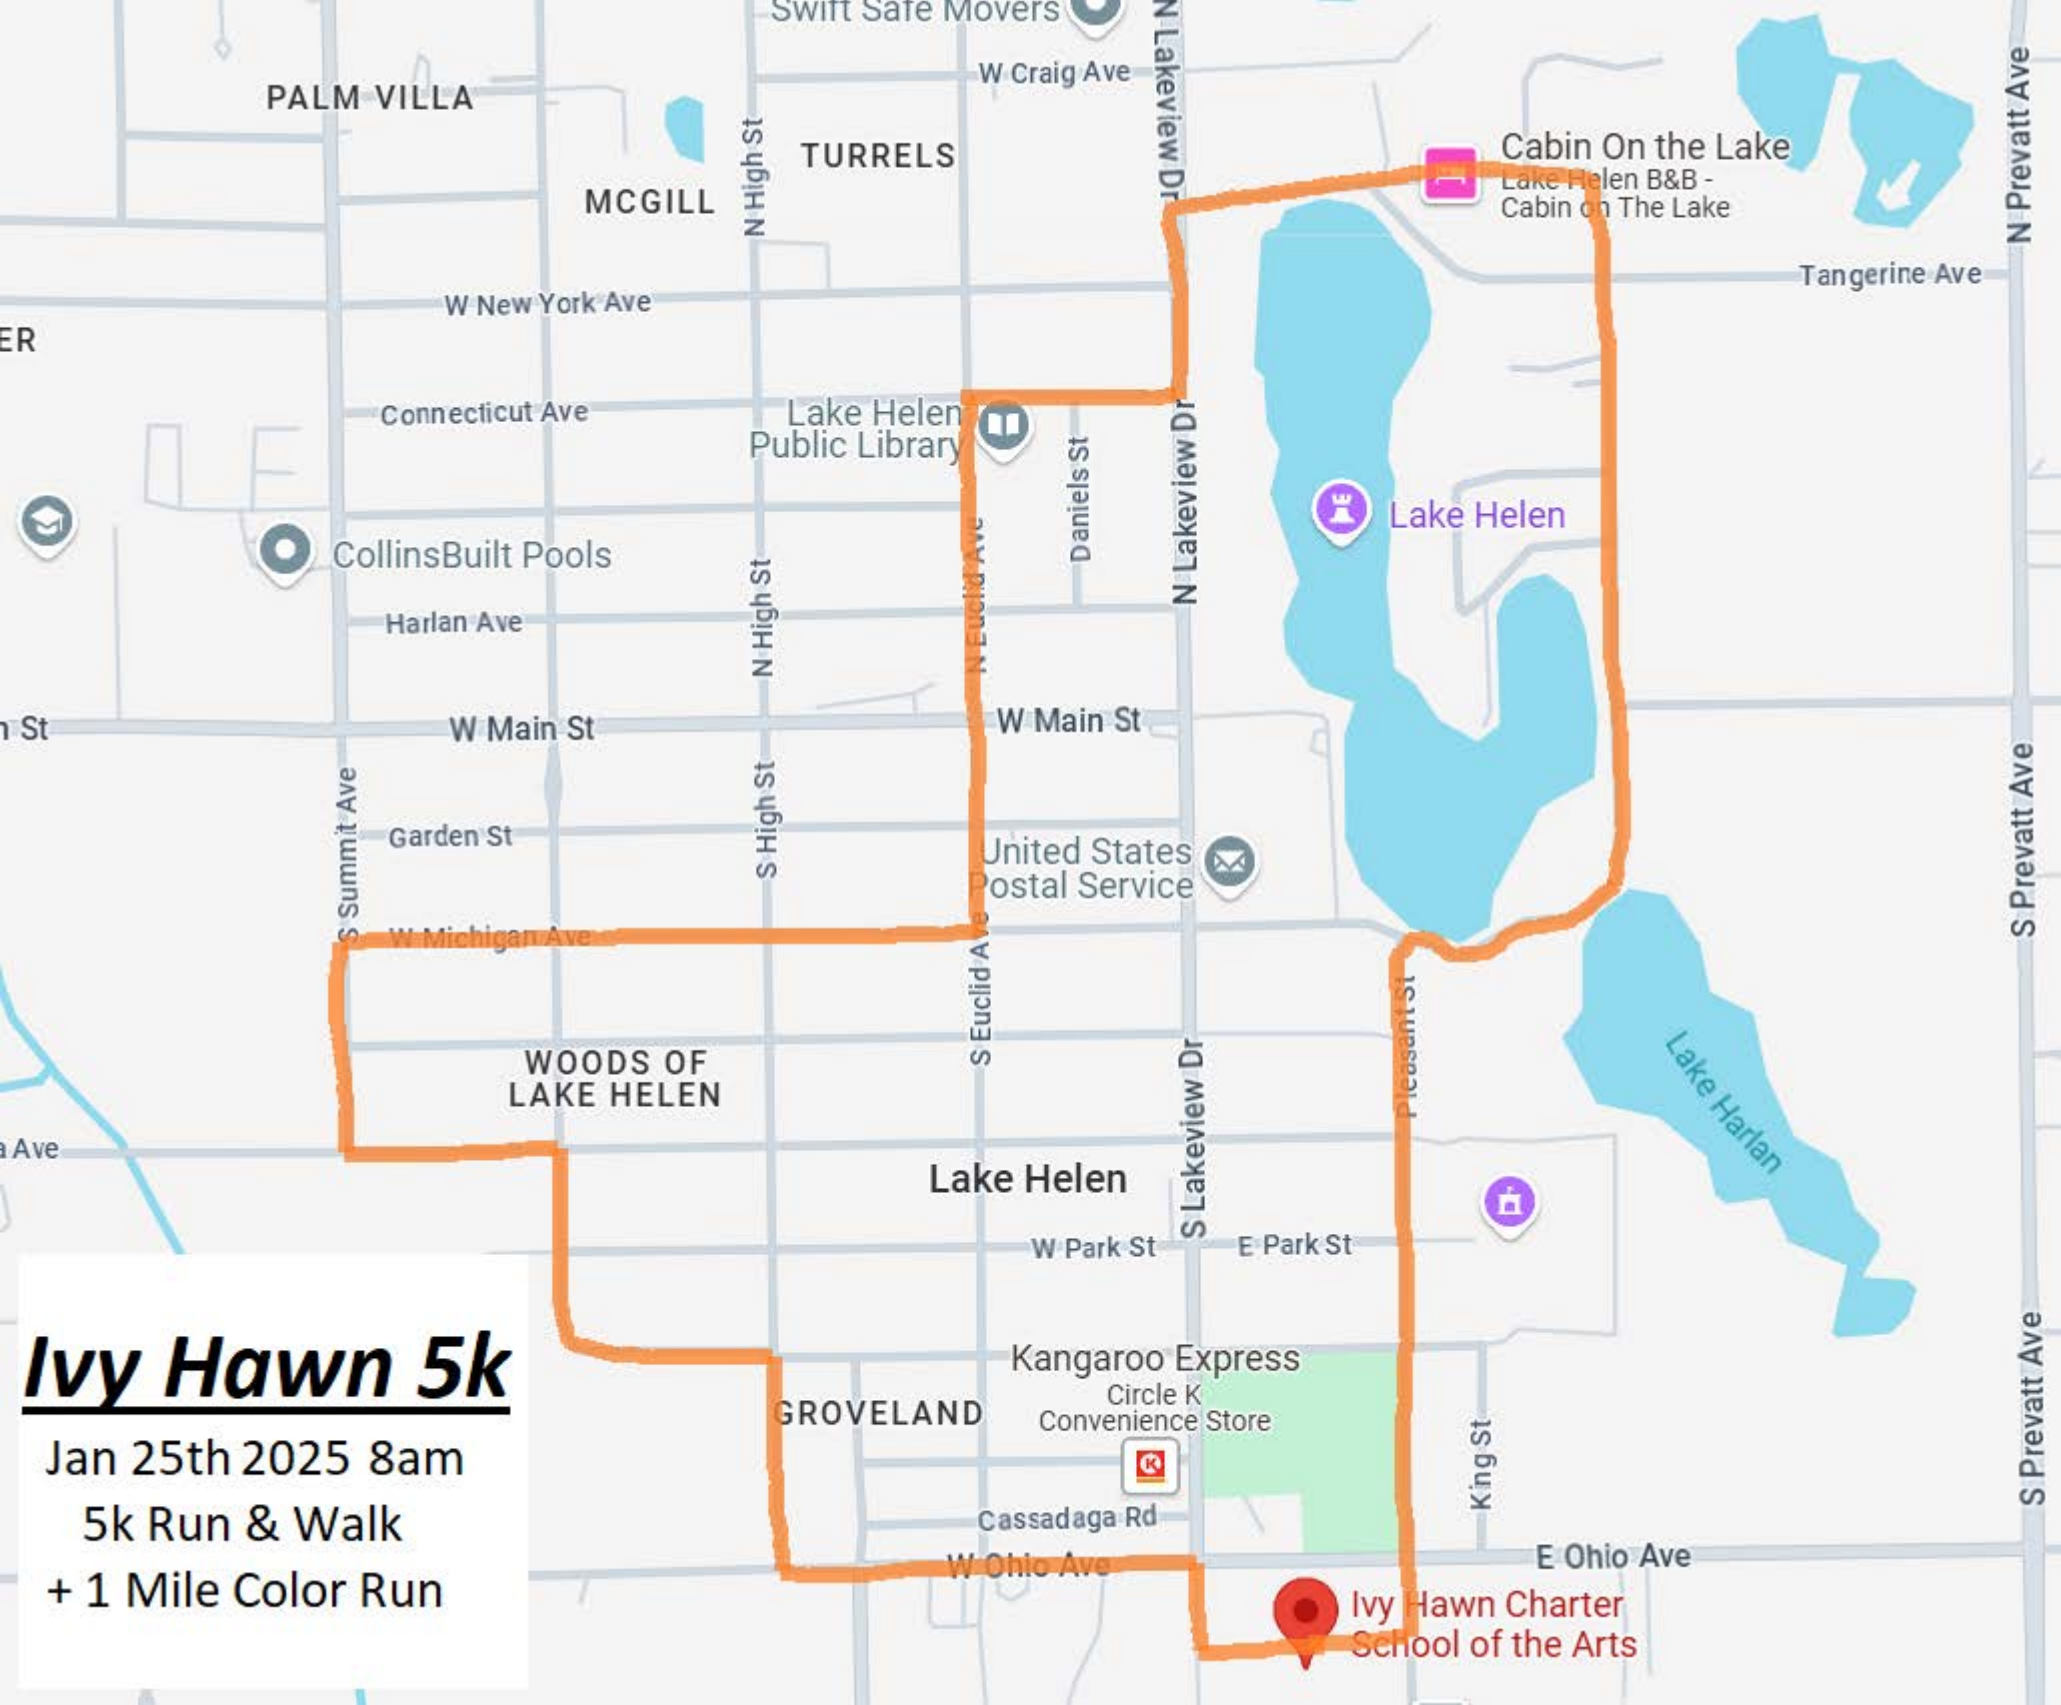 Swift Safe Movers
N Lakeview Dr
W Craig Ave
PALM VILLA
N High St
TURRELS
MCGILL
Cabin On the Lake
Lake Helen B&B -
Cabin on The Lake
N Prevatt Ave
Tangerine Ave
W New York Ave
ER
Connecticut Ave
Lake Helen
Public Library
Daniels St
N Lakeview Dr
Lake Helen
CollinsBuilt Pools
N Euclid Ave
N High St
Harlan Ave
n St
W Main St
W Main St
S Summit Ave
S High St
Garden St
United States
Postal Service
S Prevatt Ave
W Michigan Ave
S Euclid Ave
Pleasant St
WOODS OF
LAKE HELEN
S Lakeview Dr
Lake Harlan
a Ave
Lake Helen
W Park St
E Park St
Ivy Hawn 5k
Jan 25th 2025 8am
5k Run & Walk
+ 1 Mile Color Run
Kangaroo Express
Circle K
Convenience Store
GROVELAND
K
King St
S Prevatt Ave
Cassadaga Rd
W Ohio Ave
E Ohio Ave
Ivy Hawn Charter
School of the Arts